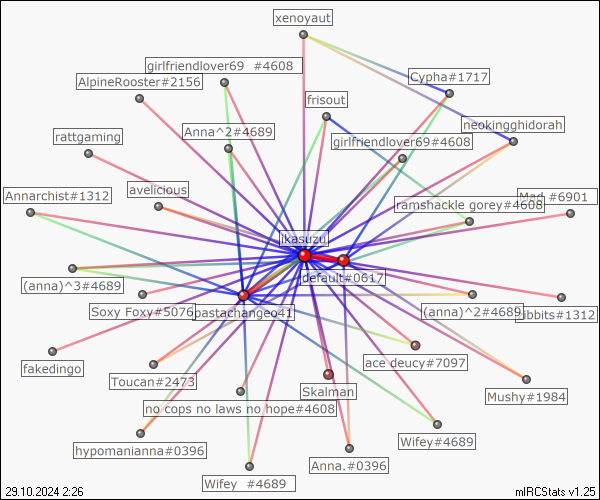 xenoyaut
girlfriendlover69 #4608
Cypha#1717
AlpineRooster#2156
frisout
neokingghidorah
Anna^2#4689
rattgaming
girlfriendlover69#4608
avelicious
Annarchist#1312
Mad #6901
ramshackle gorey#4608
jkasuzu
default#0617
(anna)^3#4689
Soxy Foxy#5076
pastachangeo41
(anna)^2#4689
fakedingo
ace deucy#7097
Toucan#2473
Skalman
Mushy#1984
no cops no laws no hope#4608
Wifey#4689
hypomanianna#0396
Anna.#0396
Wifey #4689
29.10.2024 2:26
mIRCStats v1.25